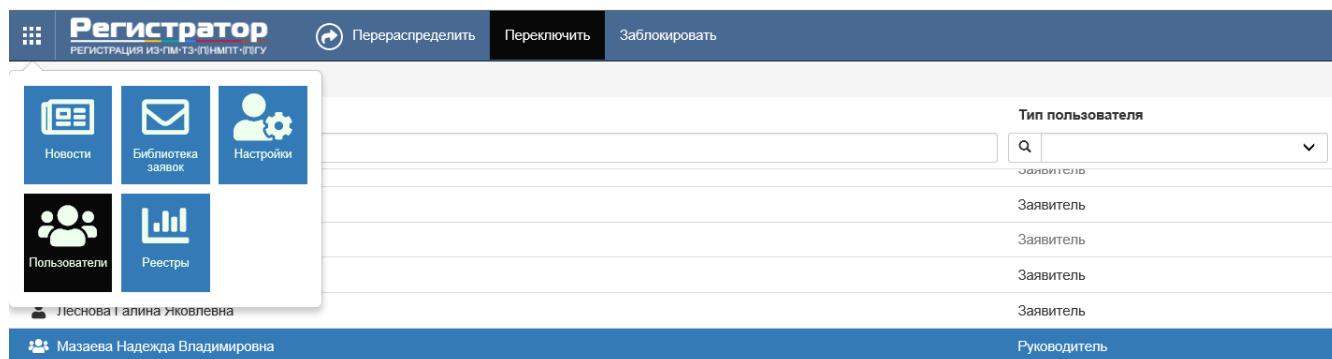 Регистратор
РЕГИСТРАЦИЯ ИЗ·ПМ·ТЗ·(П)НМПТ·(П)ГУ
Перераспределить
Переключить
Заблокировать
Новости
Библиотека
заявок
Настройки
Пользователи
Реестры
Тип пользователя
Заявитель
Заявитель
Заявитель
Заявитель
Леснова Галина Яковлевна
Заявитель
Мазаева Надежда Владимировна
Руководитель